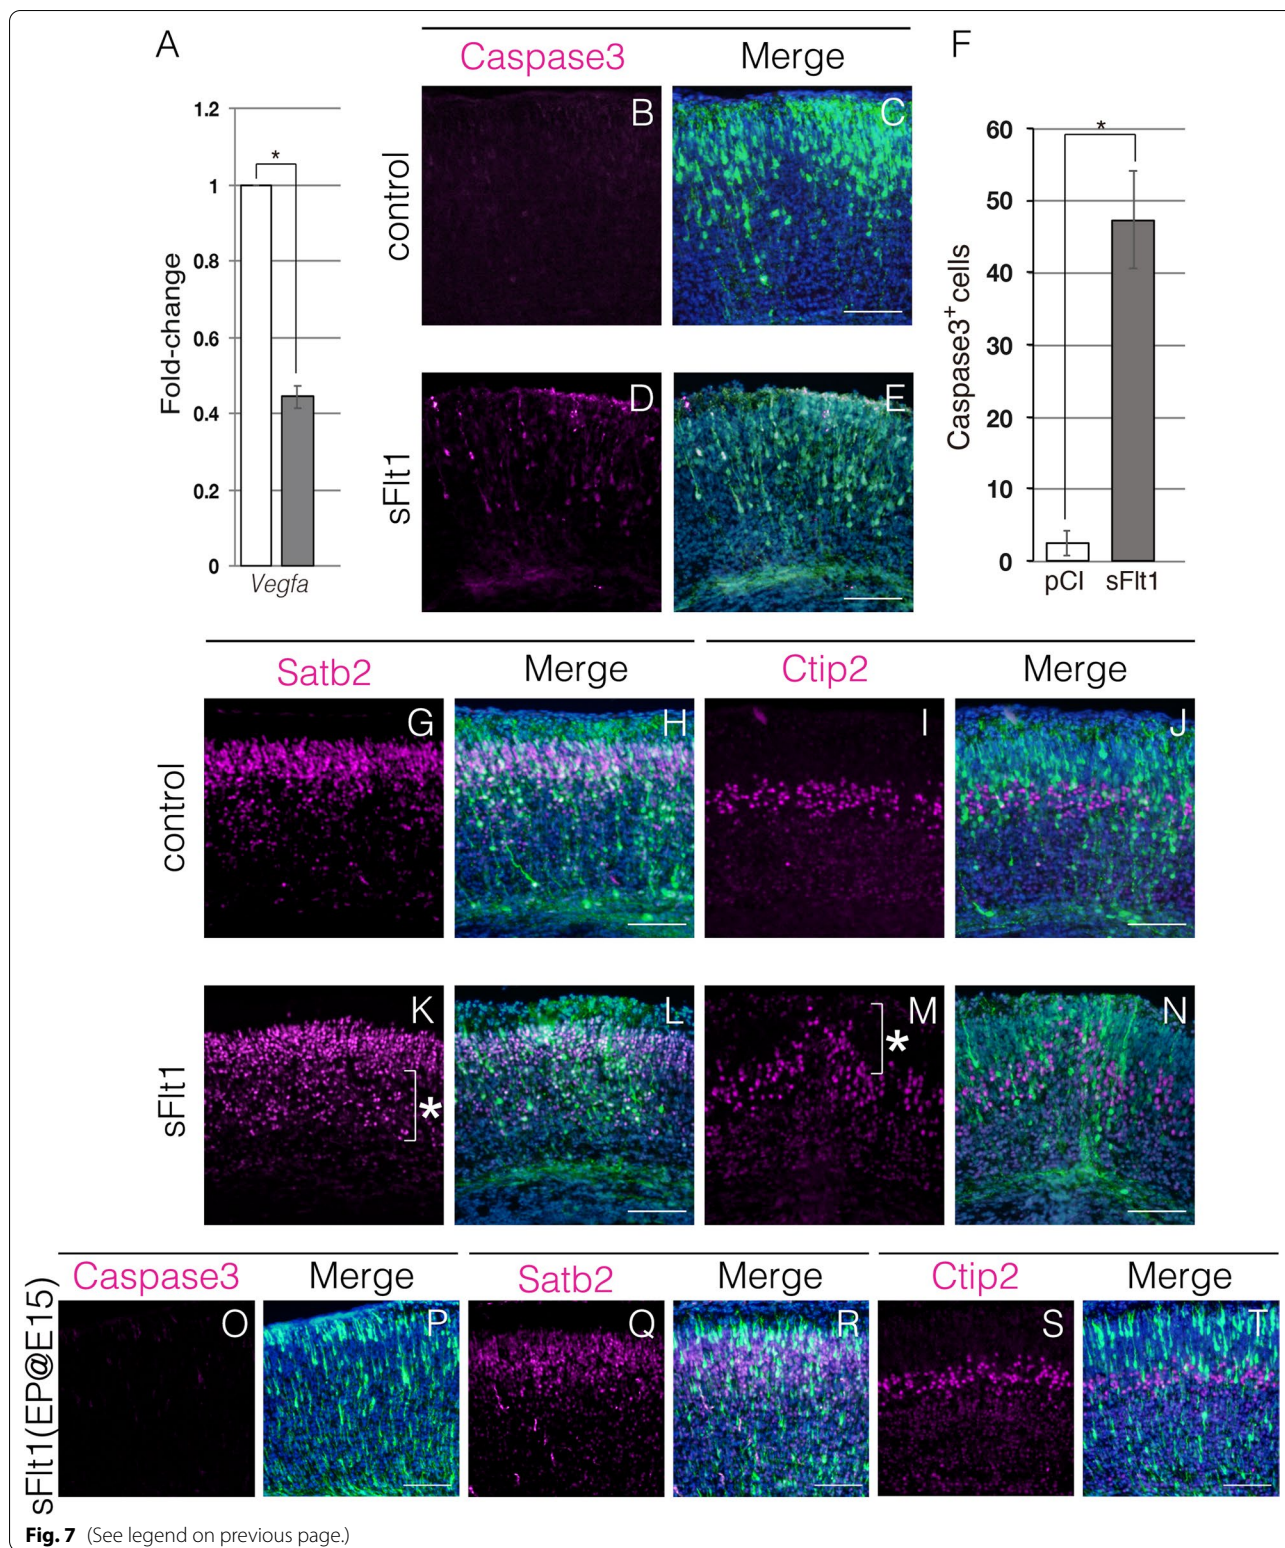 A
1.2
1
0.8
0.6
0.4
0.2
0
Fold-change
*
Vegfa
Caspase3
Merge
control
B
C
sFlt1
D
E
F
60
50
40
30
20
10
0
Caspase3+ cells
*
pCI
sFlt1
Satb2
Merge
Ctip2
Merge
control
G
H
I
J
sFlt1
K
*
L
M
*
N
sFlt1(EP@E15)
Caspase3
Merge
Satb2
Merge
Ctip2
Merge
O
P
Q
R
S
T
Fig. 7 (See legend on previous page.)